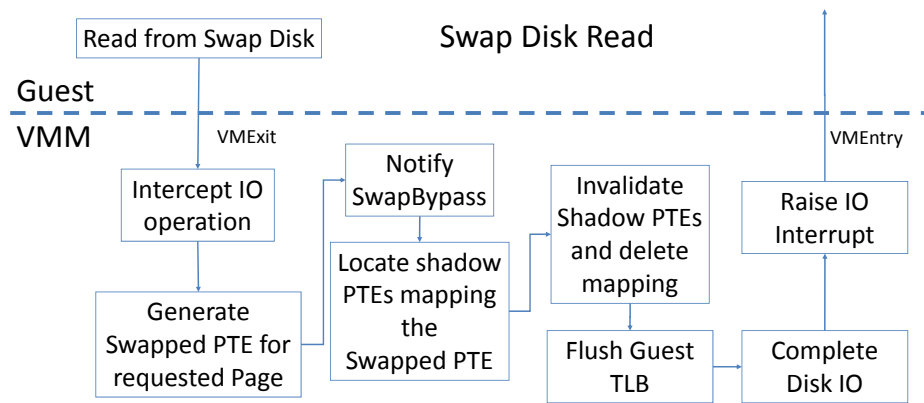 Read from Swap Disk
Swap Disk Read
Guest
VMM
VMExit
VMEntry
Intercept IO
operation
Generate
Swapped PTE for
requested Page
Notify
SwapBypass
Locate shadow
PTEs mapping
the
Swapped PTE
Invalidate
Shadow PTEs
and delete
mapping
Flush Guest
TLB
Complete
Disk IO
Raise IO
Interrupt